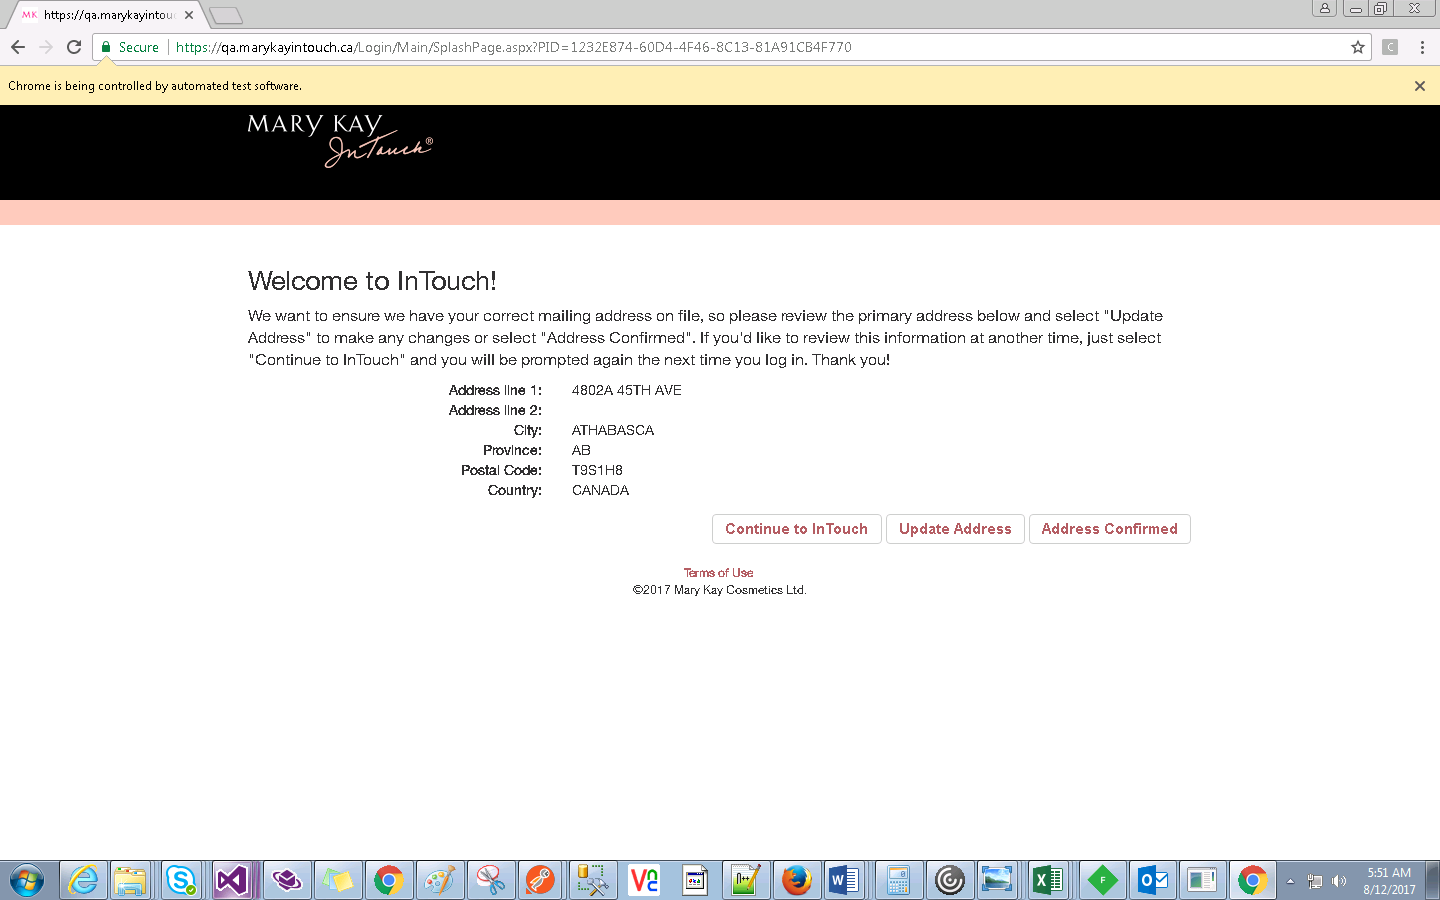 MK https://qa.marykayintou
Secure https://qa.marykayintouch.ca/Login/Main/SplashPage.aspx?PID=1232E874-60D4-4F46-8C13-81A91CB4F770
C
Chrome is being controlled by automated test software.
MARY KAY
InTouch®
Welcome to InTouch!
We want to ensure we have your correct mailing address on file, so please review the primary address below and select "Update
Address" to make any changes or select "Address Confirmed". If you'd like to review this information at another time, just select
"Continue to InTouch" and you will be prompted again the next time you log in. Thank you!
Address line 1: 4802A 45TH AVE
Address line 2:
City: ATHABASCA
Province: AB
Postal Code: T9S1H8
Country: CANADA
Continue to InTouch Update Address Address Confirmed
Terms of Use
©2017 Mary Kay Cosmetics Ltd.
5:51 AM
8/12/2017